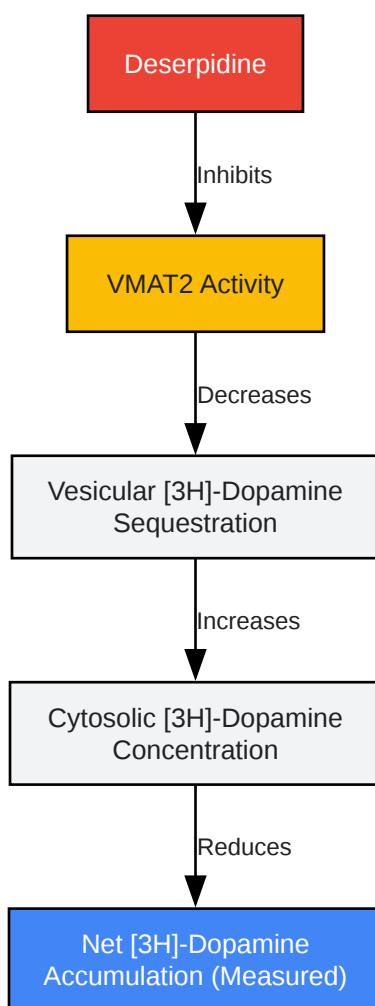 Deserpidine
Inhibits
VMAT2 Activity
Decreases
Vesicular [3H]-Dopamine
Sequestration
Increases
Cytosolic [3H]-Dopamine
Concentration
Reduces
Net [3H]-Dopamine
Accumulation (Measured)